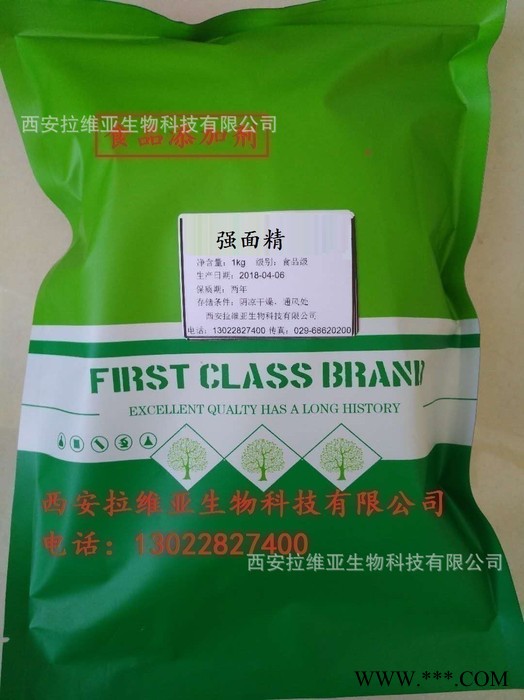 西安拉维亚生物科技有限公司
食品添加剂
强面精
净含量：1kg 级别：食品级
生产日期：2018-04-06
保质期：两年
存储条件：阴凉干燥、通风处
西安拉维亚生物科技有限公司
电话：13022827400 传真：029-68620200
FIRST CLASS BRAND
EXCELLENT QUALTY HAS A LONG HISTORY
西安拉维亚生物科技有限公司
电话：13022827400
西安拉维亚生物科技有限公司
www.***.COM